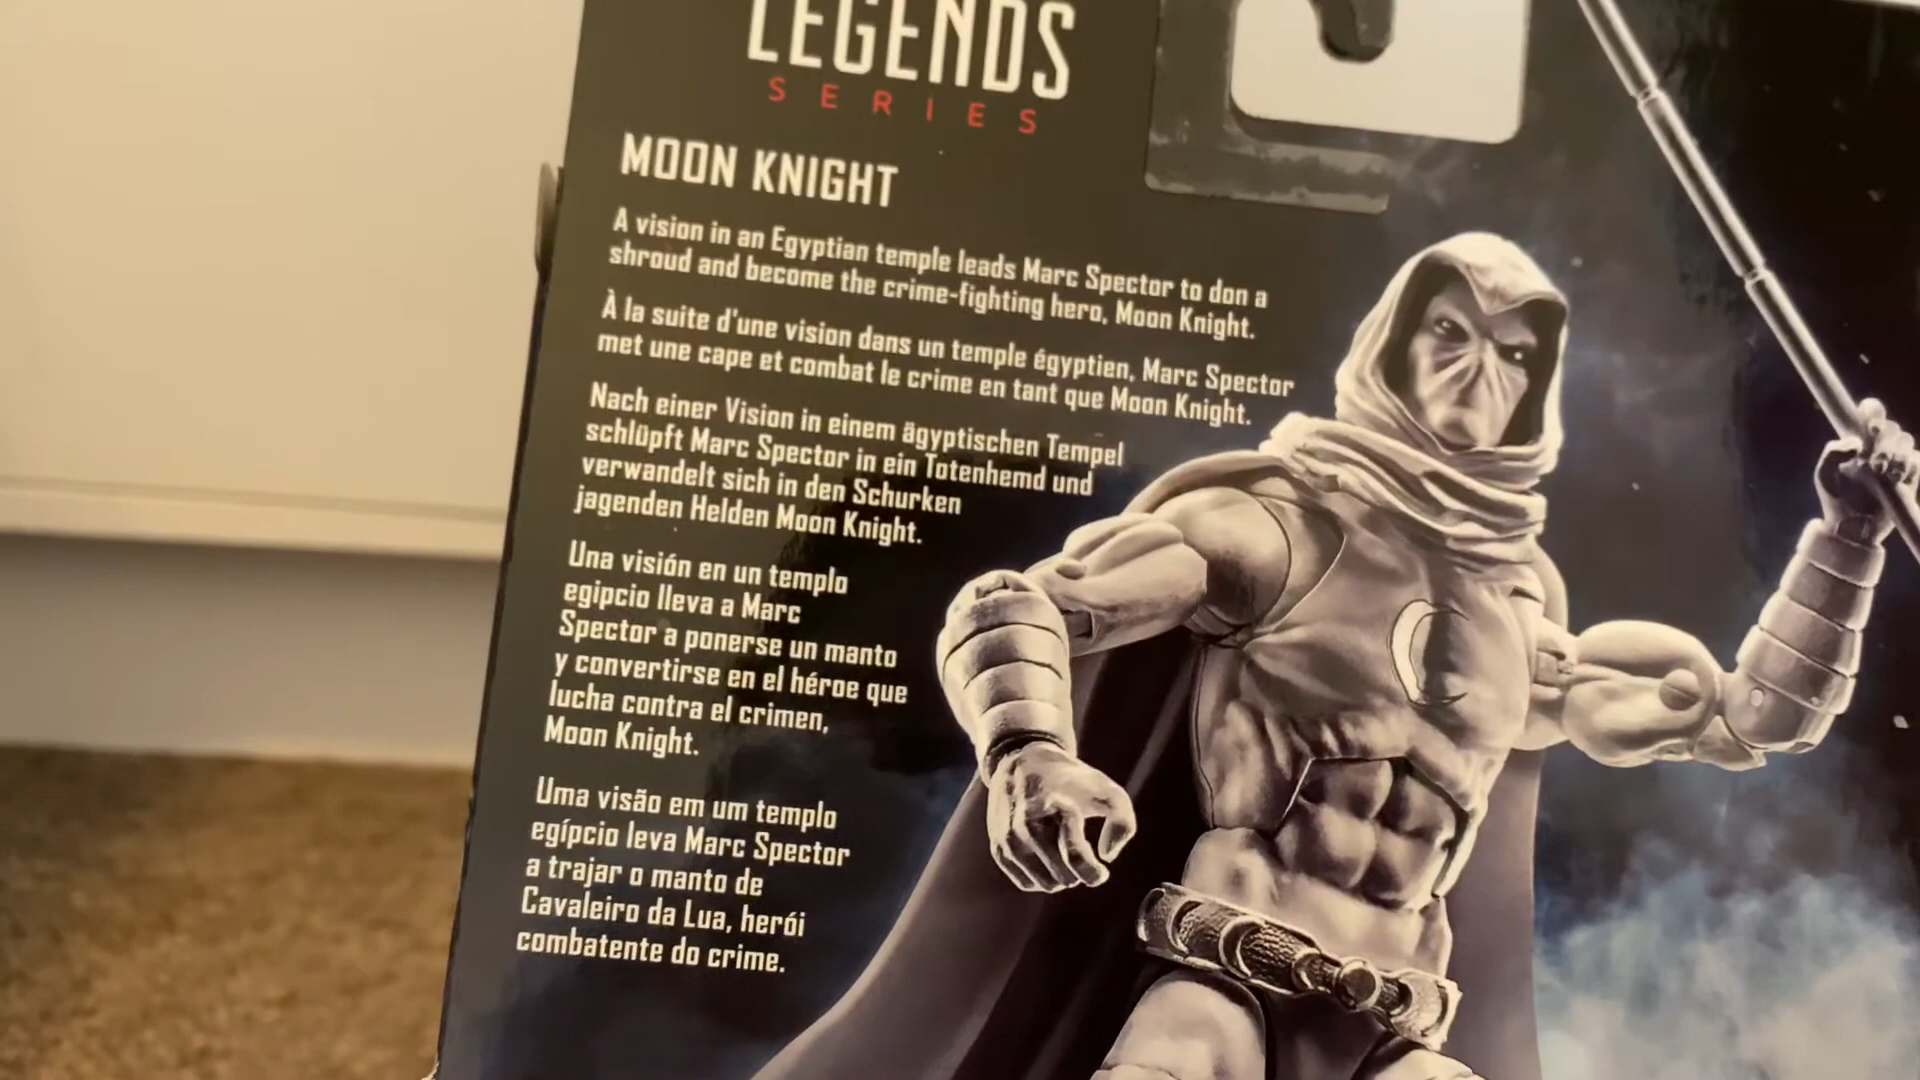 LEGENDS
SERIES
MOON KNIGHT
A vision in an Egyptian temple leads Marc Spector to don a
shroud and become the crime-fighting hero, Moon Knight.
À la suite d'une vision dans un temple égyptien, Marc Spector
met une cape et combat le crime en tant que Moon Knight.
Nach einer Vision in einem ägyptischen Tempel
schlüpft Marc Spector in ein Totenhemd und
verwandelt sich in den Schurken
jagenden Helden Moon Knight.
Una visión en un templo
egipcio lleva a Marc
Spector a ponerse un manto
y convertirse en el héroe que
lucha contra el crimen,
Moon Knight.
Uma visão em um templo
egípcio leva Marc Spector
a trajar o manto de
Cavaleiro da Lua, herói
combatente do crime.